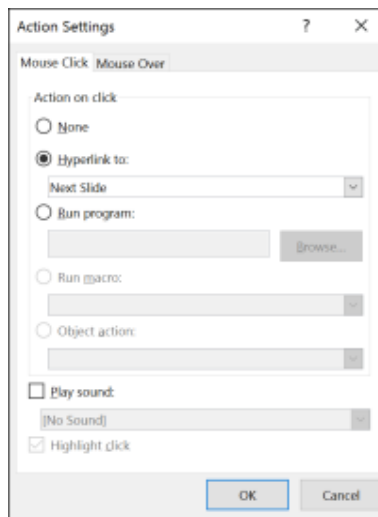 Action Settings ? ×
Mouse Click Mouse Over
Action on click
None
Hyperlink to:
Next Slide
Run program:
Browse...
Run macro:
Object action:
Play sound:
[No Sound]
Highlight click
OK Cancel